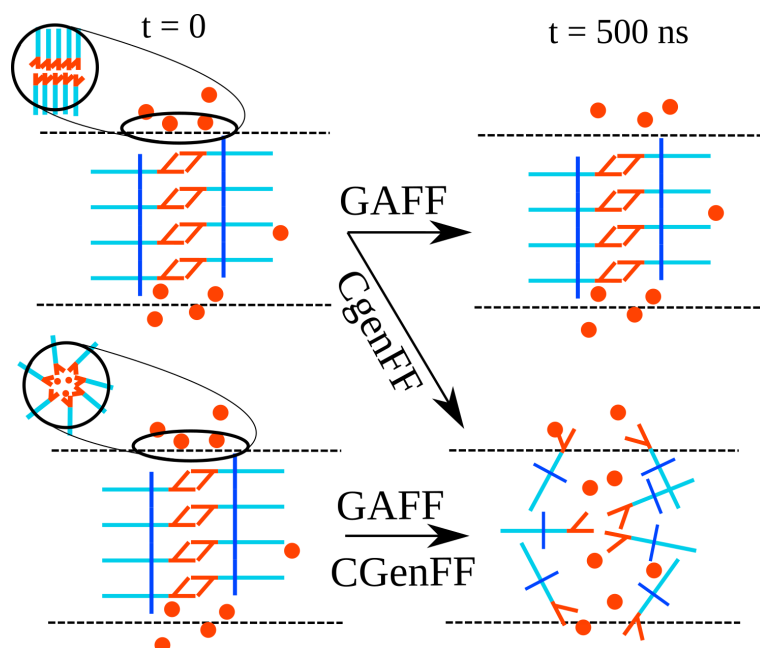 t = 0
t = 500 ns
GAFF
CgenFF
GAFF
CGenFF